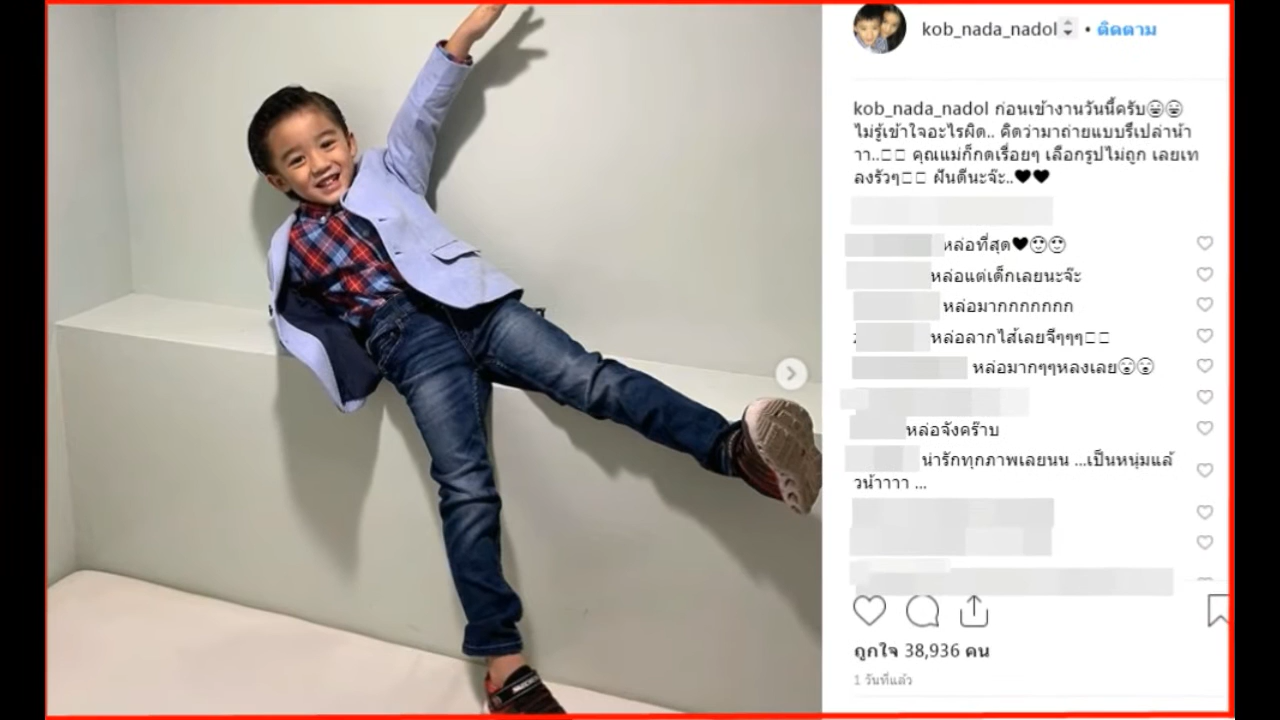 kob_nada_nadol • ติดตาม
kob_nada_nadol ก่อนเข้างานวันนี้ครับ😆😆
ไม่รู้เข้าใจอะไรผิด.. คิดว่ามาถ่ายแบบรึเปล่าน้า
าา..□□ คุณแม่ก็กดเรื่อยๆ เลือกรูปไม่ถูก เลยเท
ลงรัวๆ□□ ฝันดีนะจ๊ะ..♥♥
หล่อที่สุด♥🙂🙂
หล่อแต่เด็กเลยนะจ๊ะ
หล่อมากกกกกกก
หล่อลากไส้เลยจีๆๆๆ□□
หล่อมากๆๆหลงเลย😮😮
หล่อจังคร๊าบ
น่ารักทุกภาพเลยนน ...เป็นหนุ่มแล้
วน้าาาา ...
ถูกใจ 38,936 คน
1 วันที่แล้ว